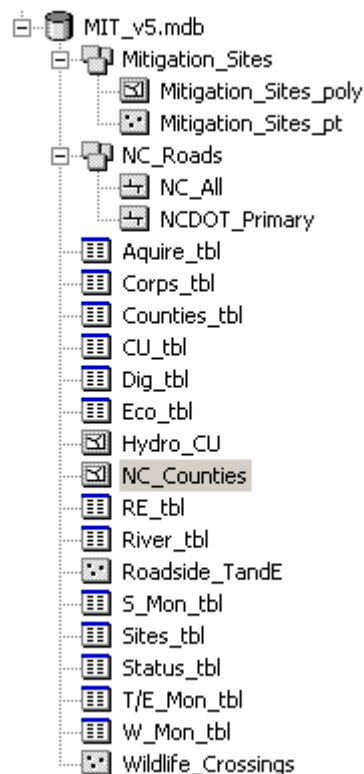 MIT_v5.mdb
Mitigation_Sites
Mitigation_Sites_poly
Mitigation_Sites_pt
NC_Roads
NC_All
NCDOT_Primary
Aquire_tbl
Corps_tbl
Counties_tbl
CU_tbl
Dig_tbl
Eco_tbl
Hydro_CU
NC_Counties
RE_tbl
River_tbl
Roadside_TandE
S_Mon_tbl
Sites_tbl
Status_tbl
T/E_Mon_tbl
W_Mon_tbl
Wildlife_Crossings